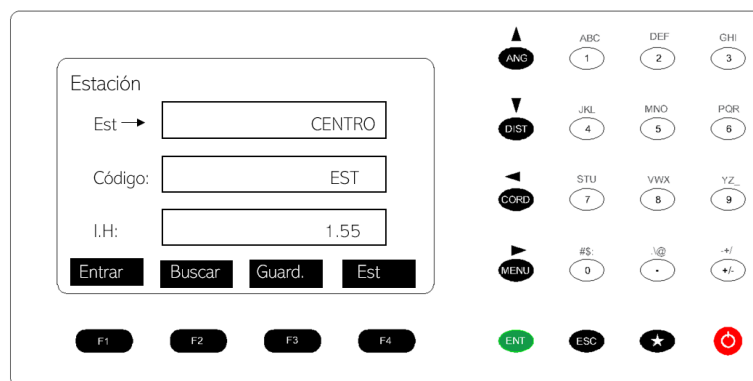 Estación
Est
CENTRO
Código:
EST
I.H:
1.55
Entrar Buscar Guard. Est
F1 F2 F3 F4
ABC DEF GHI
ANG 1 2 3
JKL MNO PQR
DIST 4 5 6
STU VWX YZ_
CORD 7 8 9
#$: .\@ -+/
MENU 0 . +/-
ENT ESC